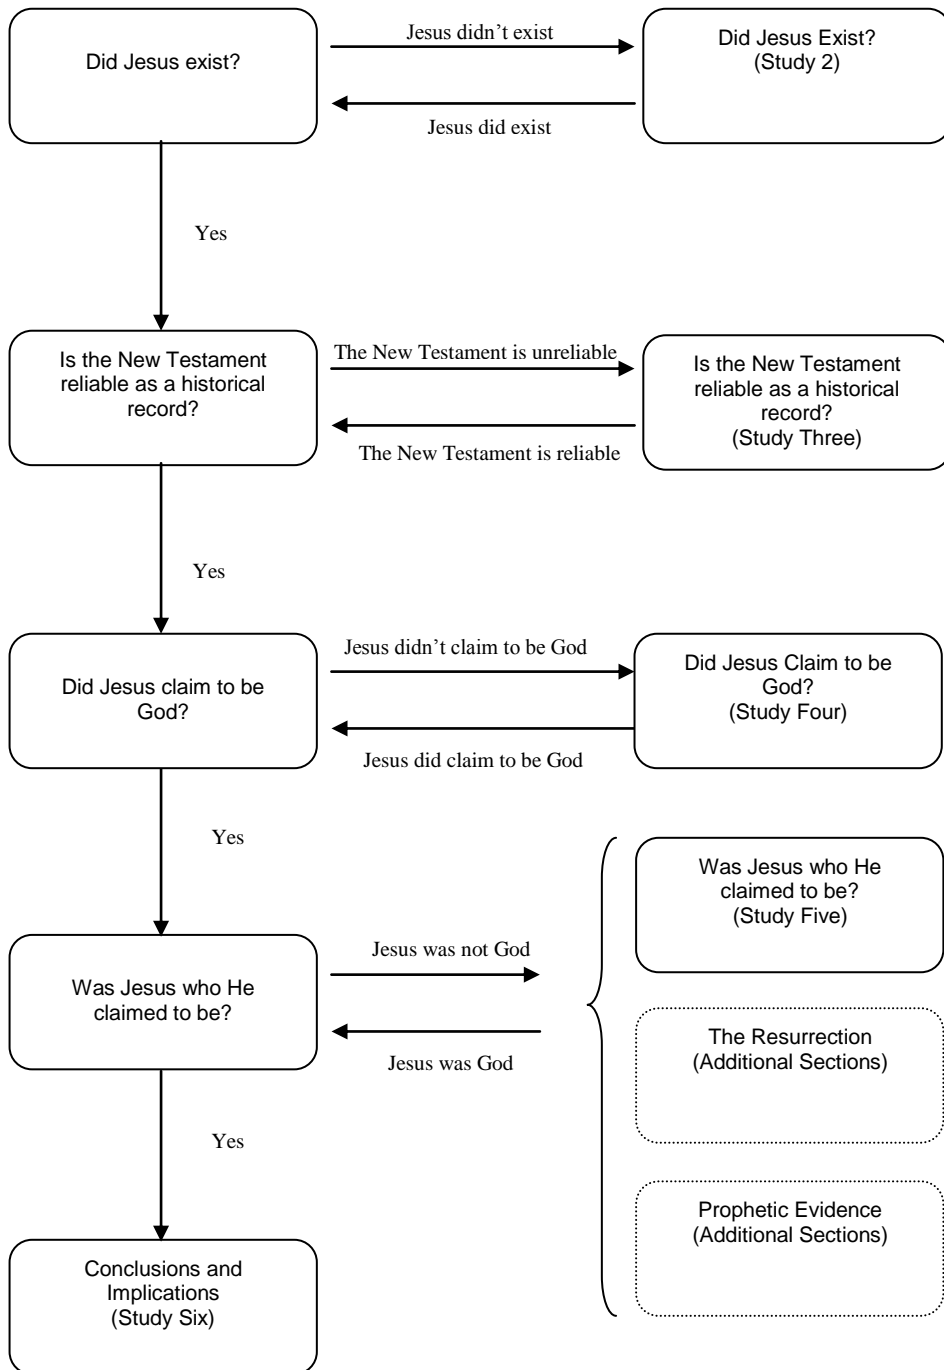 Did Jesus exist?
Jesus didn’t exist
Did Jesus Exist?
(Study 2)
Jesus did exist
Yes
Is the New Testament
reliable as a historical
record?
The New Testament is unreliable
Is the New Testament
reliable as a historical
record?
(Study Three)
The New Testament is reliable
Yes
Did Jesus claim to be
God?
Jesus didn’t claim to be God
Did Jesus Claim to be
God?
(Study Four)
Jesus did claim to be God
Yes
Was Jesus who He
claimed to be?
Jesus was not God
Jesus was God
Was Jesus who He
claimed to be?
(Study Five)
The Resurrection
(Additional Sections)
Prophetic Evidence
(Additional Sections)
Yes
Conclusions and
Implications
(Study Six)